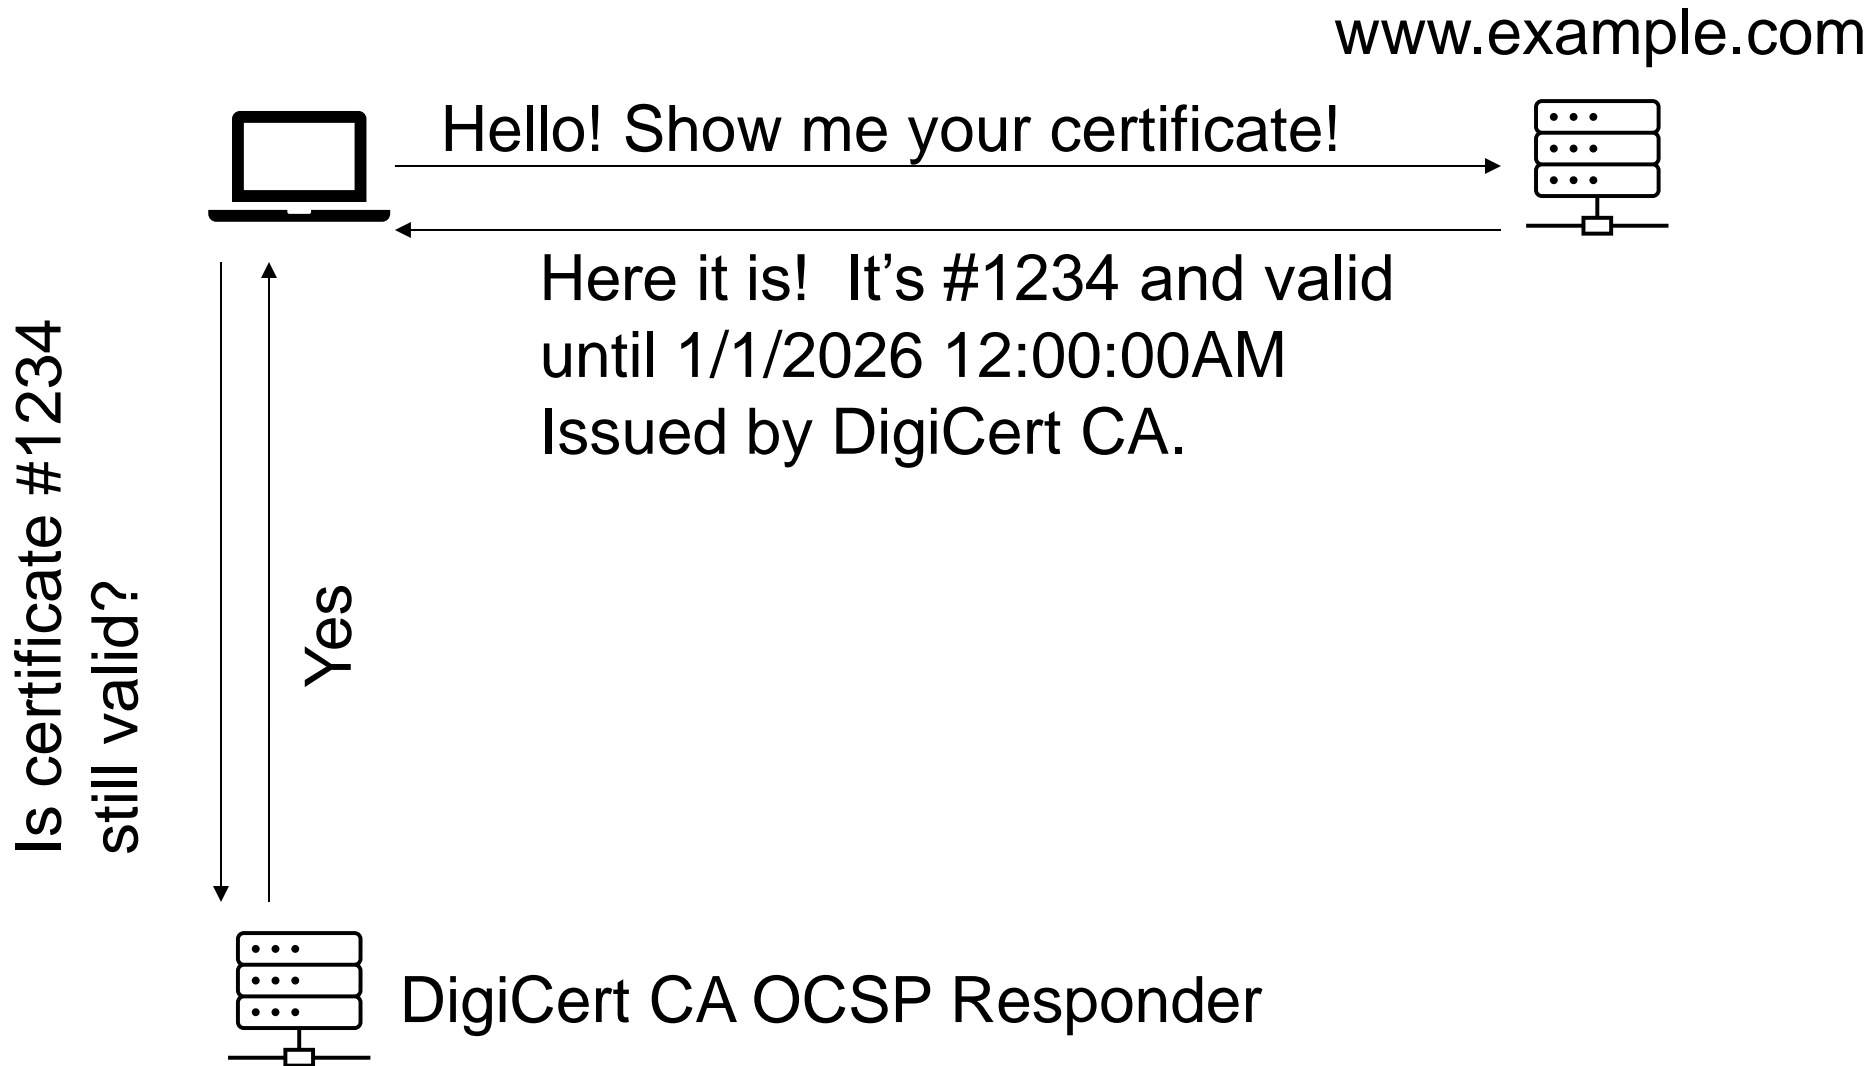 www.example.com
Hello! Show me your certificate!
Here it is!  It’s #1234 and valid
until 1/1/2026 12:00:00AM
Issued by DigiCert CA.
Is certificate #1234
still valid?
Yes
DigiCert CA OCSP Responder